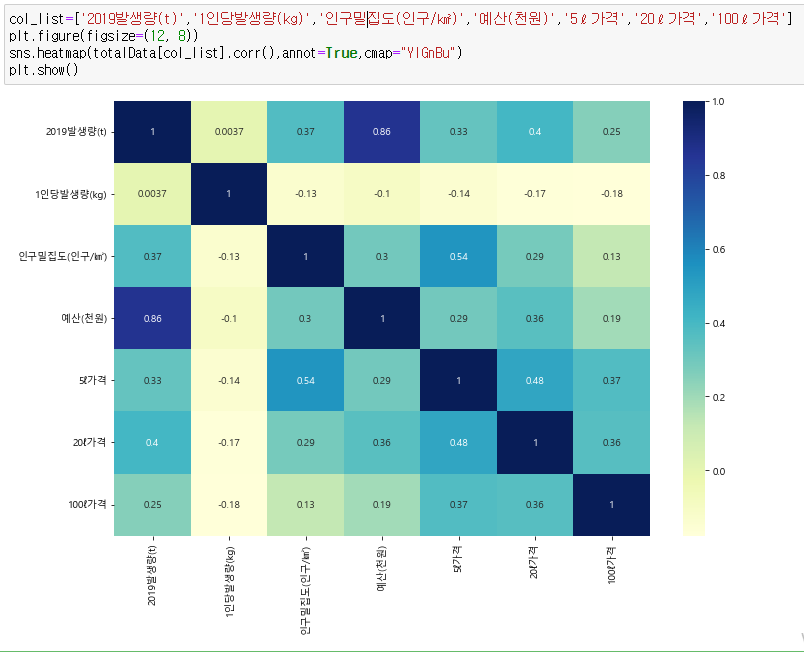 col_list=['2019발생량(t)','1인당발생량(kg)','인구밀집도(인구/㎢)','예산(천원)','5ℓ가격','20ℓ가격','100ℓ가격']
plt.figure(figsize=(12, 8))
sns.heatmap(totalData[col_list].corr(),annot=True,cmap="YlGnBu")
plt.show()
2019발생량(t) 1 0.0037 0.37 0.86 0.33 0.4 0.25
1인당발생량(kg) 0.0037 1 -0.13 -0.1 -0.14 -0.17 -0.18
인구밀집도(인구/㎢) 0.37 -0.13 1 0.3 0.54 0.29 0.13
예산(천원) 0.86 -0.1 0.3 1 0.29 0.36 0.19
5ℓ가격 0.33 -0.14 0.54 0.29 1 0.48 0.37
20ℓ가격 0.4 -0.17 0.29 0.36 0.48 1 0.36
100ℓ가격 0.25 -0.18 0.13 0.19 0.37 0.36 1
2019발생량(t)
1인당발생량(kg)
인구밀집도(인구/㎢)
예산(천원)
5ℓ가격
20ℓ가격
100ℓ가격
1.0
0.8
0.6
0.4
0.2
0.0